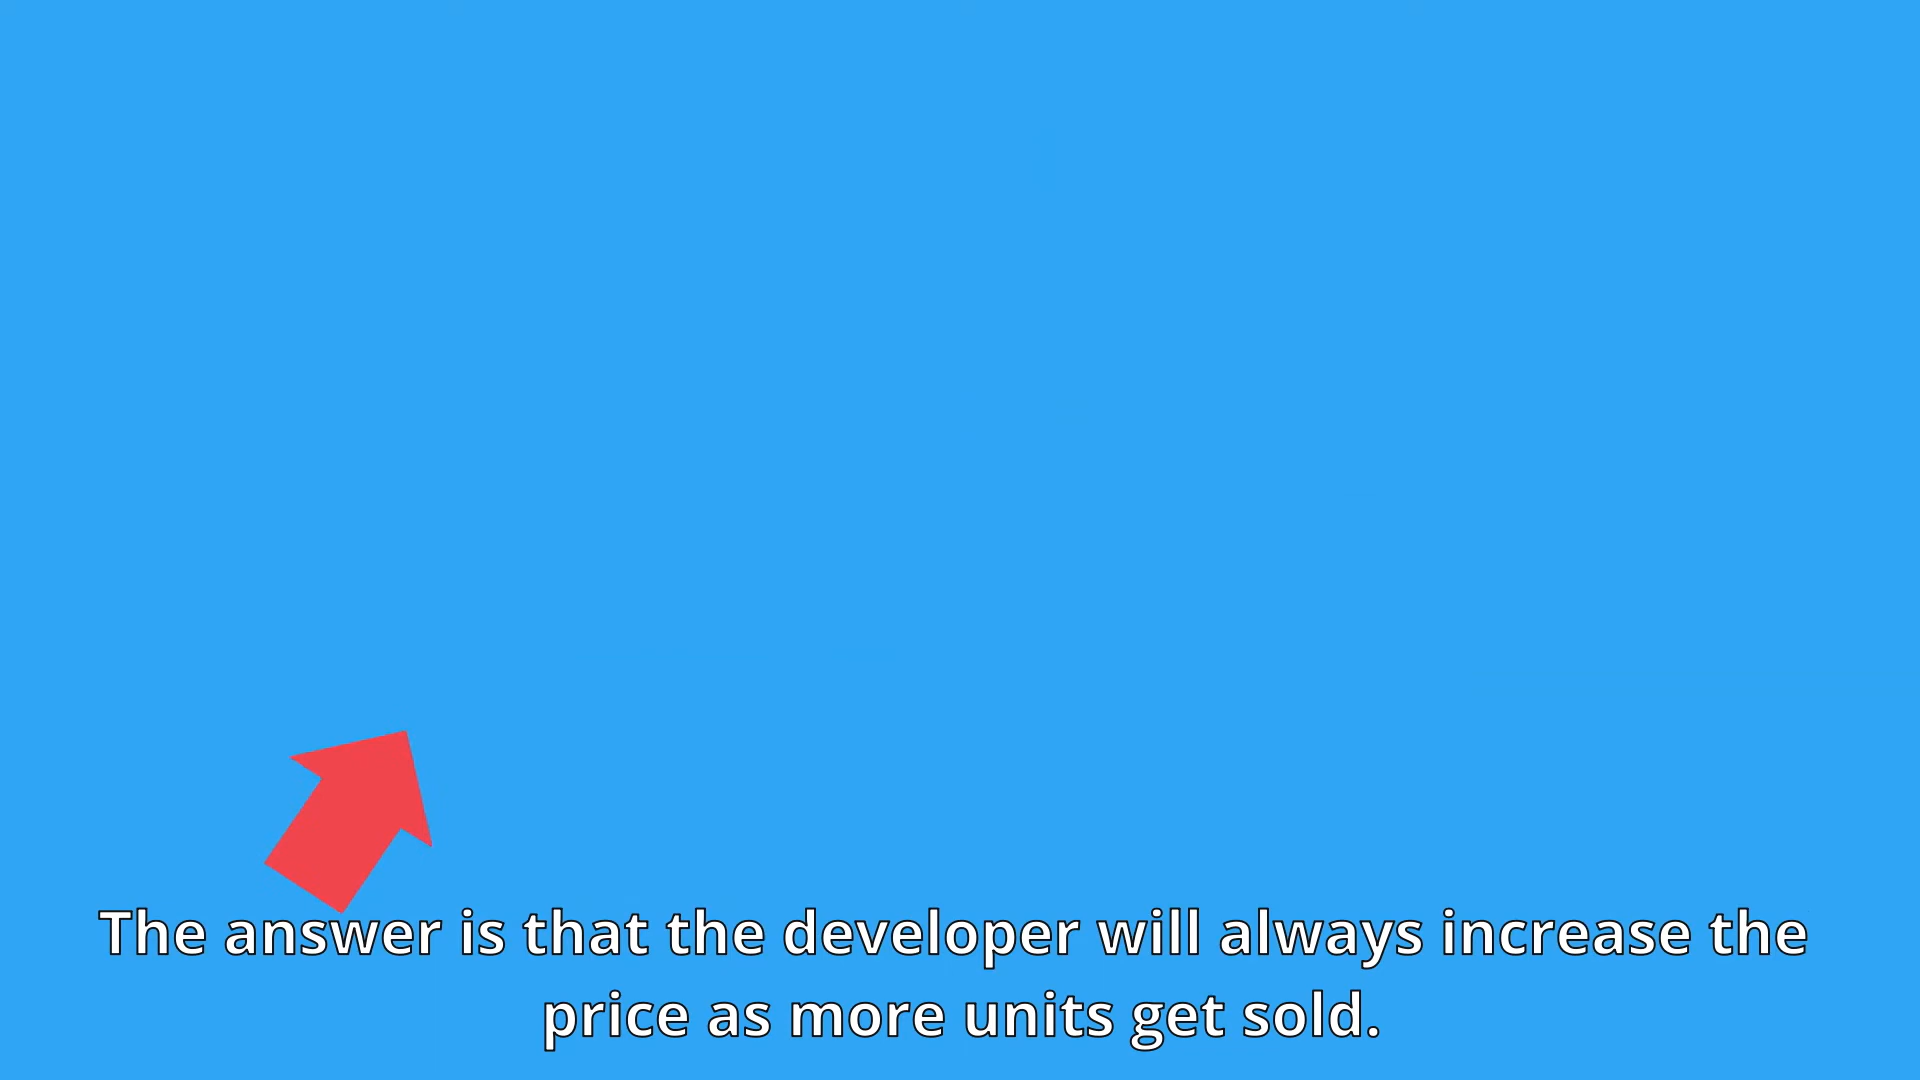 The answer is that the developer will always increase the
price as more units get sold.